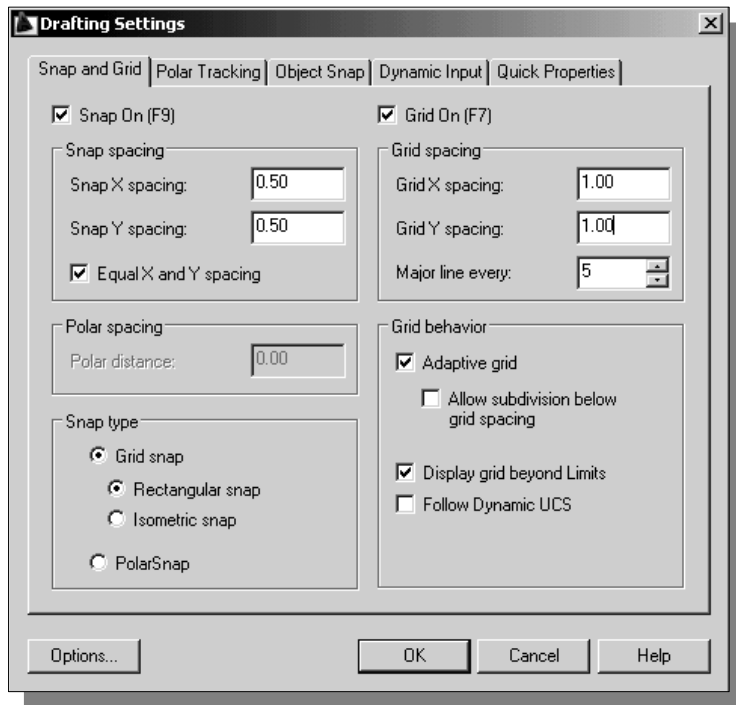 Drafting Settings
Snap and Grid
Polar Tracking
Object Snap
Dynamic Input
Quick Properties
Snap On (F9)
Snap spacing
Snap X spacing: 0.50
Snap Y spacing: 0.50
Equal X and Y spacing
Polar spacing
Polar distance: 0.00
Snap type
Grid snap
Rectangular snap
Isometric snap
PolarSnap
Grid On (F7)
Grid spacing
Grid X spacing: 1.00
Grid Y spacing: 1.00
Major line every: 5
Grid behavior
Adaptive grid
Allow subdivision below
grid spacing
Display grid beyond Limits
Follow Dynamic UCS
Options...
OK
Cancel
Help